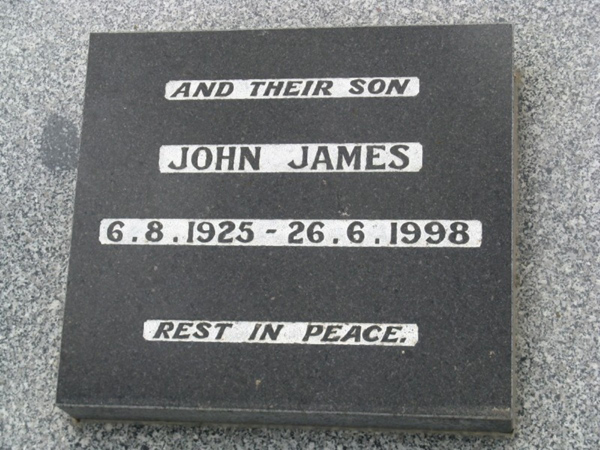 AND THEIR SON
JOHN JAMES
6.8.1925 - 26.6.1998
REST IN PEACE.